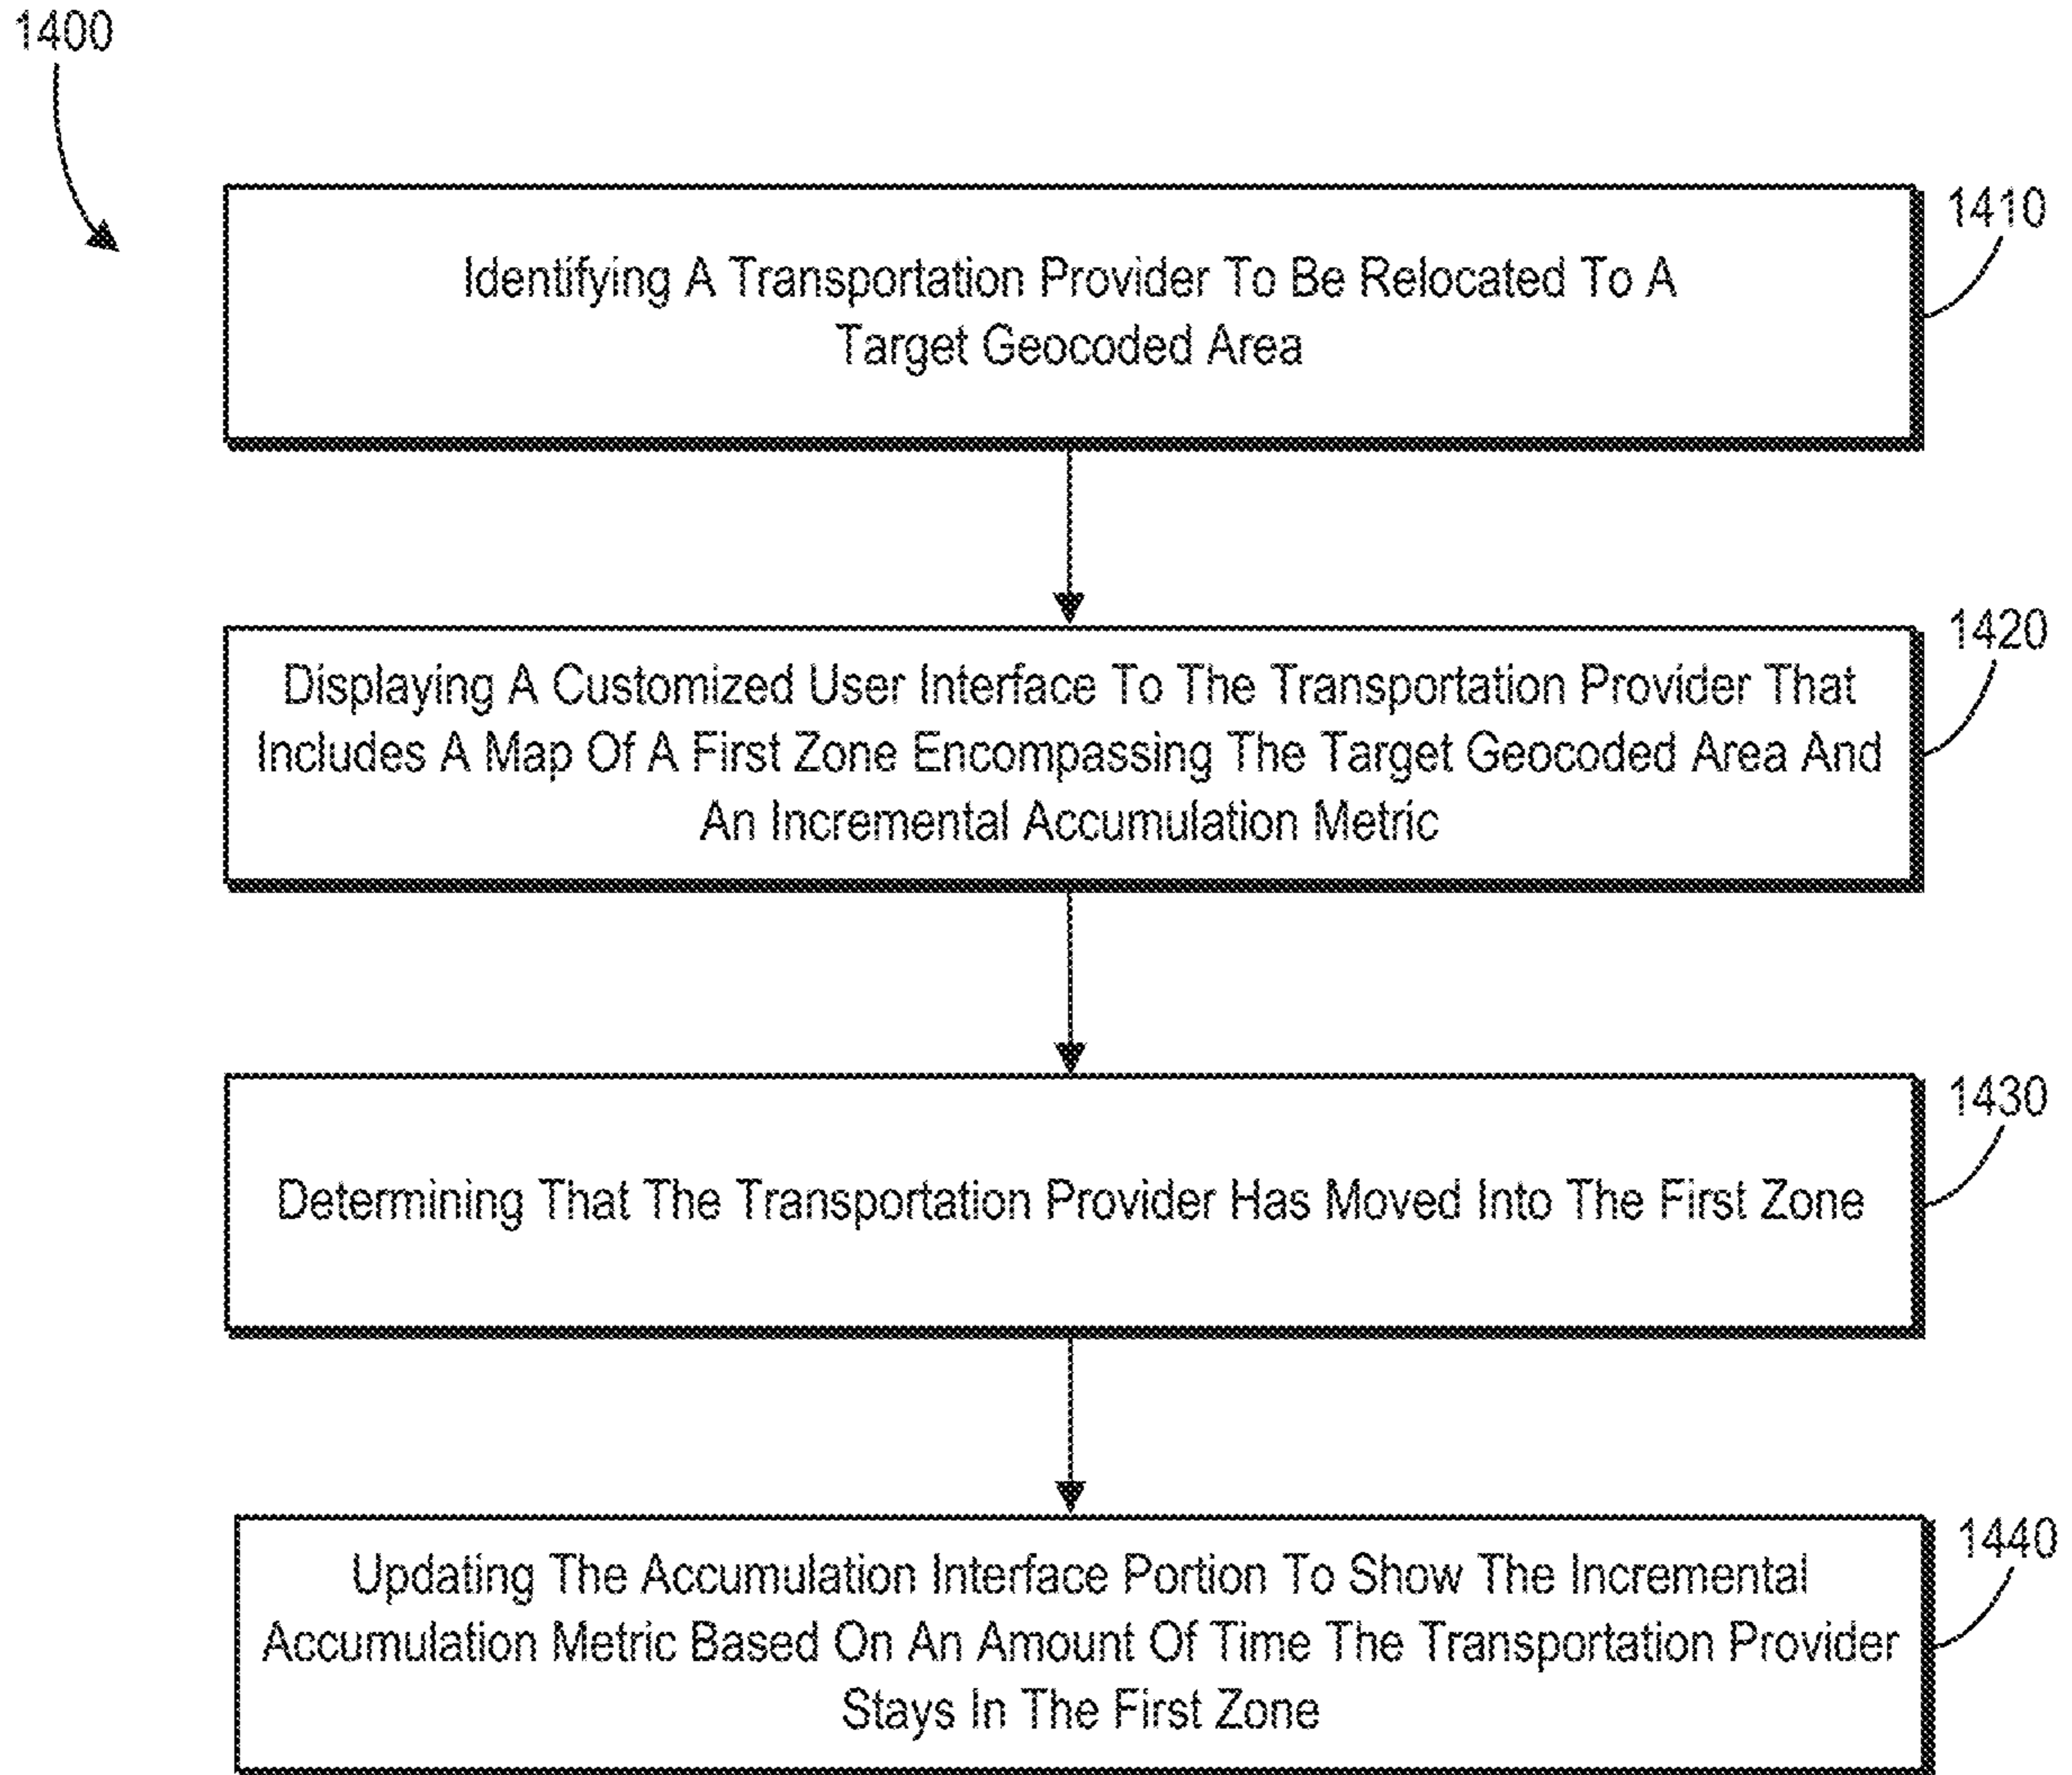 1400
1410
Identifying A Transportation Provider To Be Relocated To A
Target Geocoded Area
1420
Displaying A Customized User Interface To The Transportation Provider That
Includes A Map Of A First Zone Encompassing The Target Geocoded Area And
An Incremental Accumulation Metric
1430
Determining That The Transportation Provider Has Moved Into The First Zone
1440
Updating The Accumulation Interface Portion To Show The Incremental
Accumulation Metric Based On An Amount Of Time The Transportation Provider
Stays In The First Zone